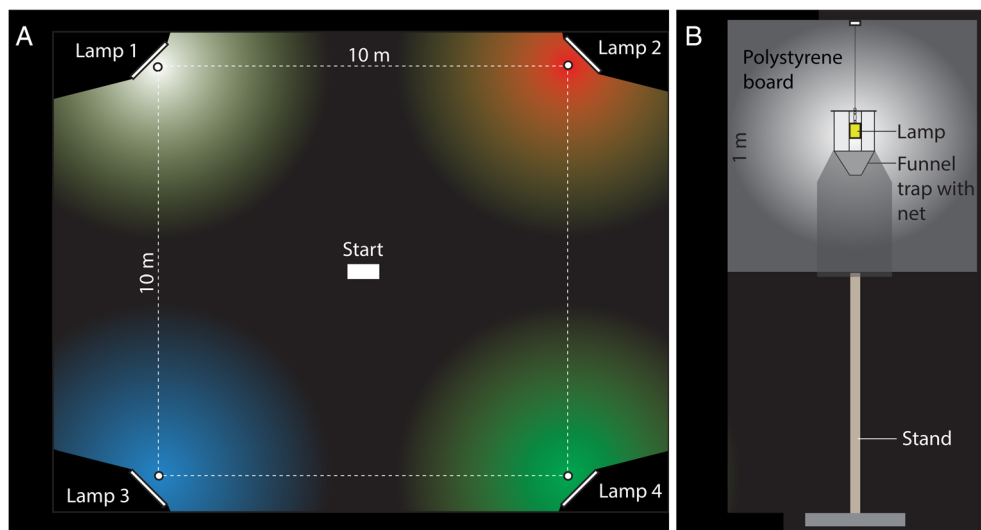 A
Lamp 1
10 m
Lamp 2
10 m
Start
Lamp 3
Lamp 4
B
Polystyrene
board
1 m
Lamp
Funnel
trap with
net
Stand